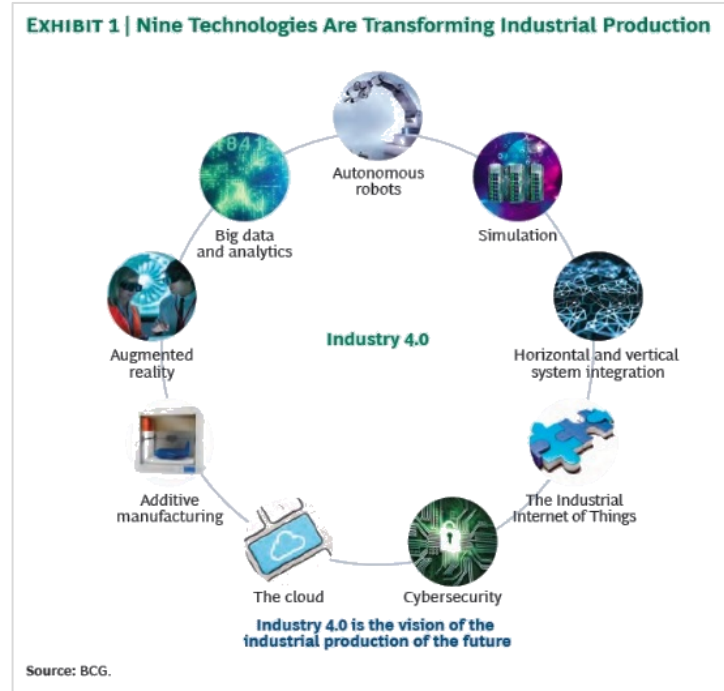 EXHIBIT 1 | Nine Technologies Are Transforming Industrial Production
48415
Autonomous
robots
Big data
and analytics
Simulation
Augmented
reality
Industry 4.0
Horizontal and vertical
system integration
Additive
manufacturing
The Industrial
Internet of Things
The cloud
Cybersecurity
Industry 4.0 is the vision of the
industrial production of the future
Source: BCG.